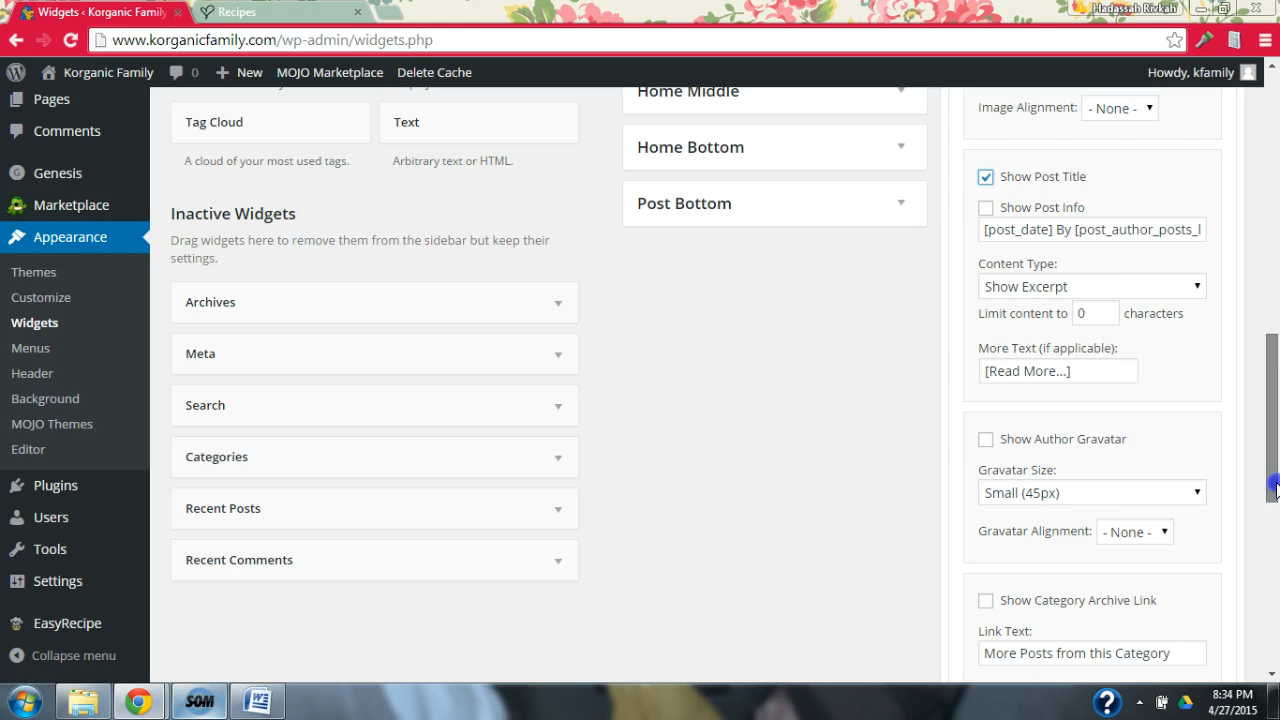 Widgets ‹ Korganic Family
Recipes
Hadassah Rivkah
www.korganicfamily.com/wp-admin/widgets.php
Korganic Family
0
New
MOJO Marketplace
Delete Cache
Howdy, kfamily
Pages
Comments
Genesis
Marketplace
Appearance
Themes
Customize
Widgets
Menus
Header
Background
MOJO Themes
Editor
Plugins
Users
Tools
Settings
EasyRecipe
Collapse menu
Tag Cloud
Text
A cloud of your most used tags.
Arbitrary text or HTML.
Inactive Widgets
Drag widgets here to remove them from the sidebar but keep their
settings.
Archives
Meta
Search
Categories
Recent Posts
Recent Comments
Home Middle
Home Bottom
Post Bottom
Image Alignment: - None -
Show Post Title
Show Post Info
[post_date] By [post_author_posts_l
Content Type:
Show Excerpt
Limit content to 0 characters
More Text (if applicable):
[Read More...]
Show Author Gravatar
Gravatar Size:
Small (45px)
Gravatar Alignment: - None -
Show Category Archive Link
Link Text:
More Posts from this Category
SOM
8:34 PM
4/27/2015